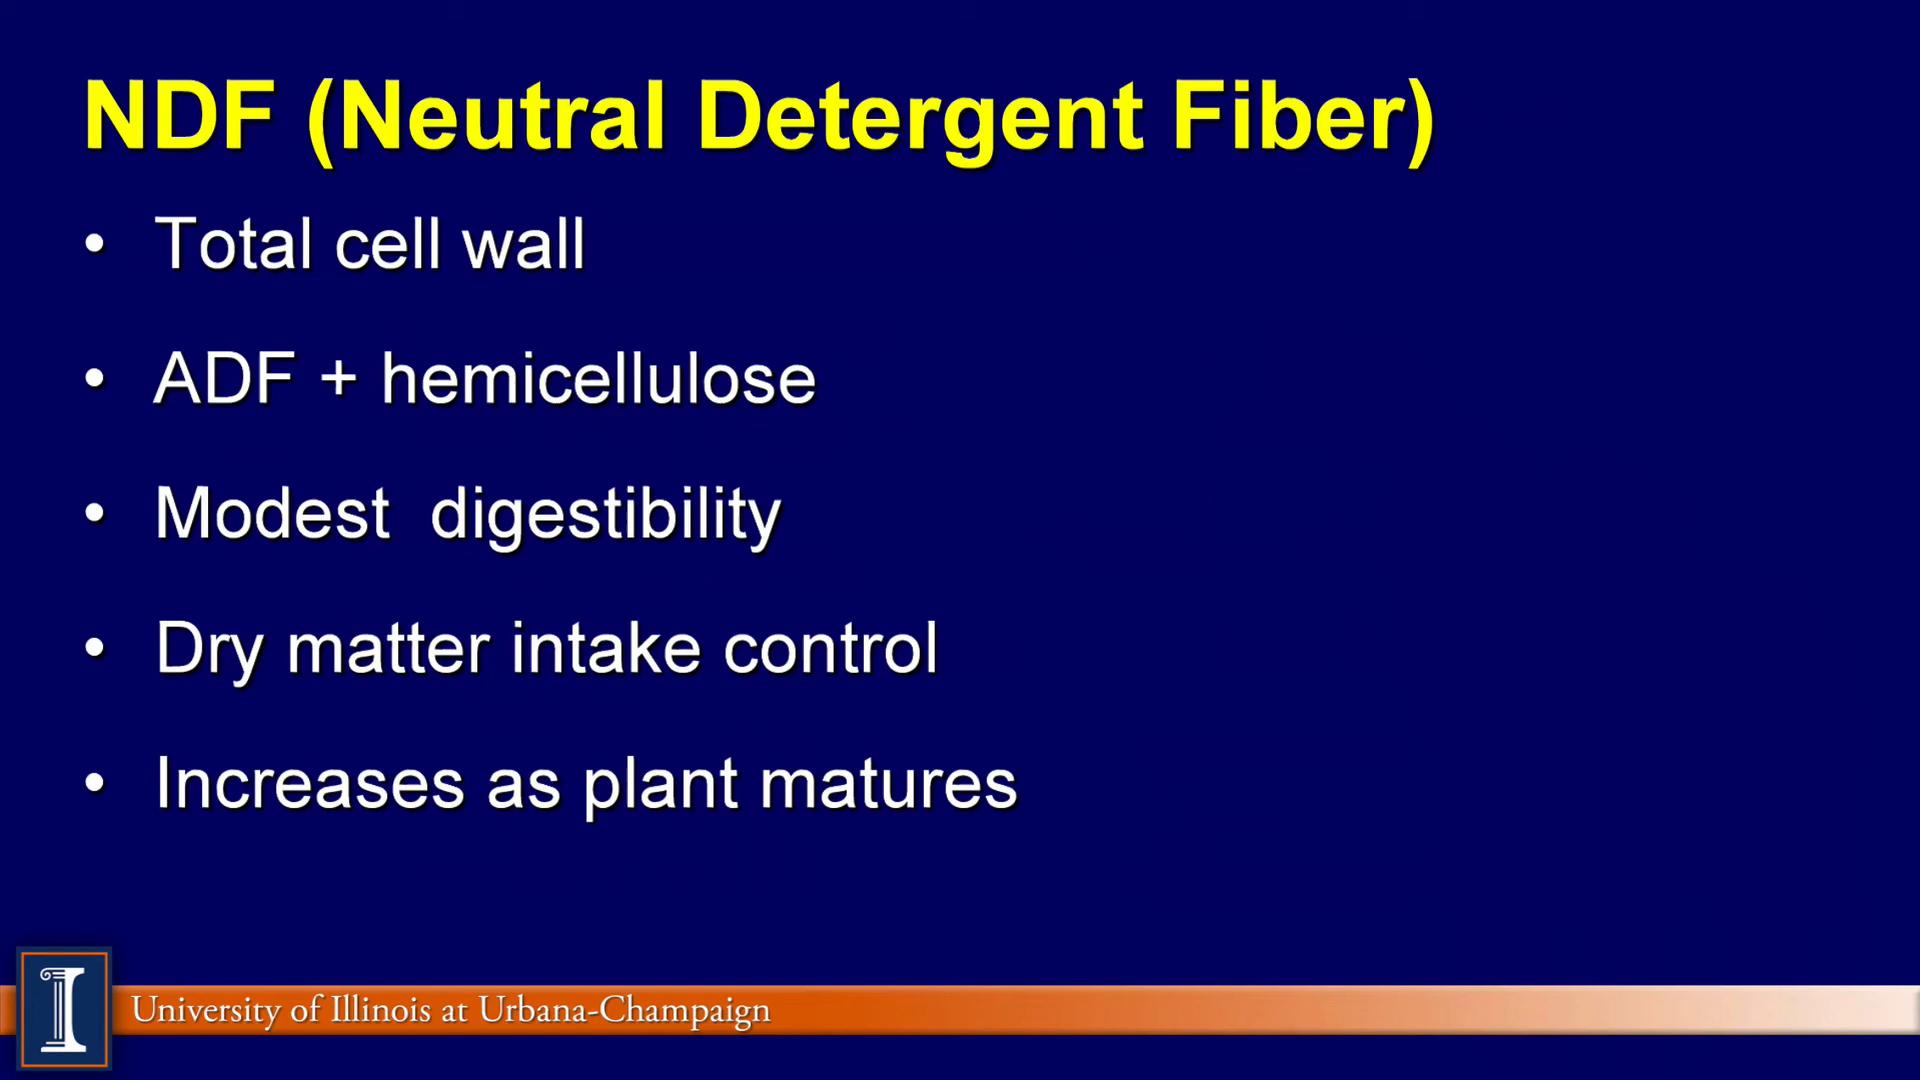 NDF (Neutral Detergent Fiber)
• Total cell wall
• ADF + hemicellulose
• Modest  digestibility
• Dry matter intake control
• Increases as plant matures
I University of Illinois at Urbana-Champaign